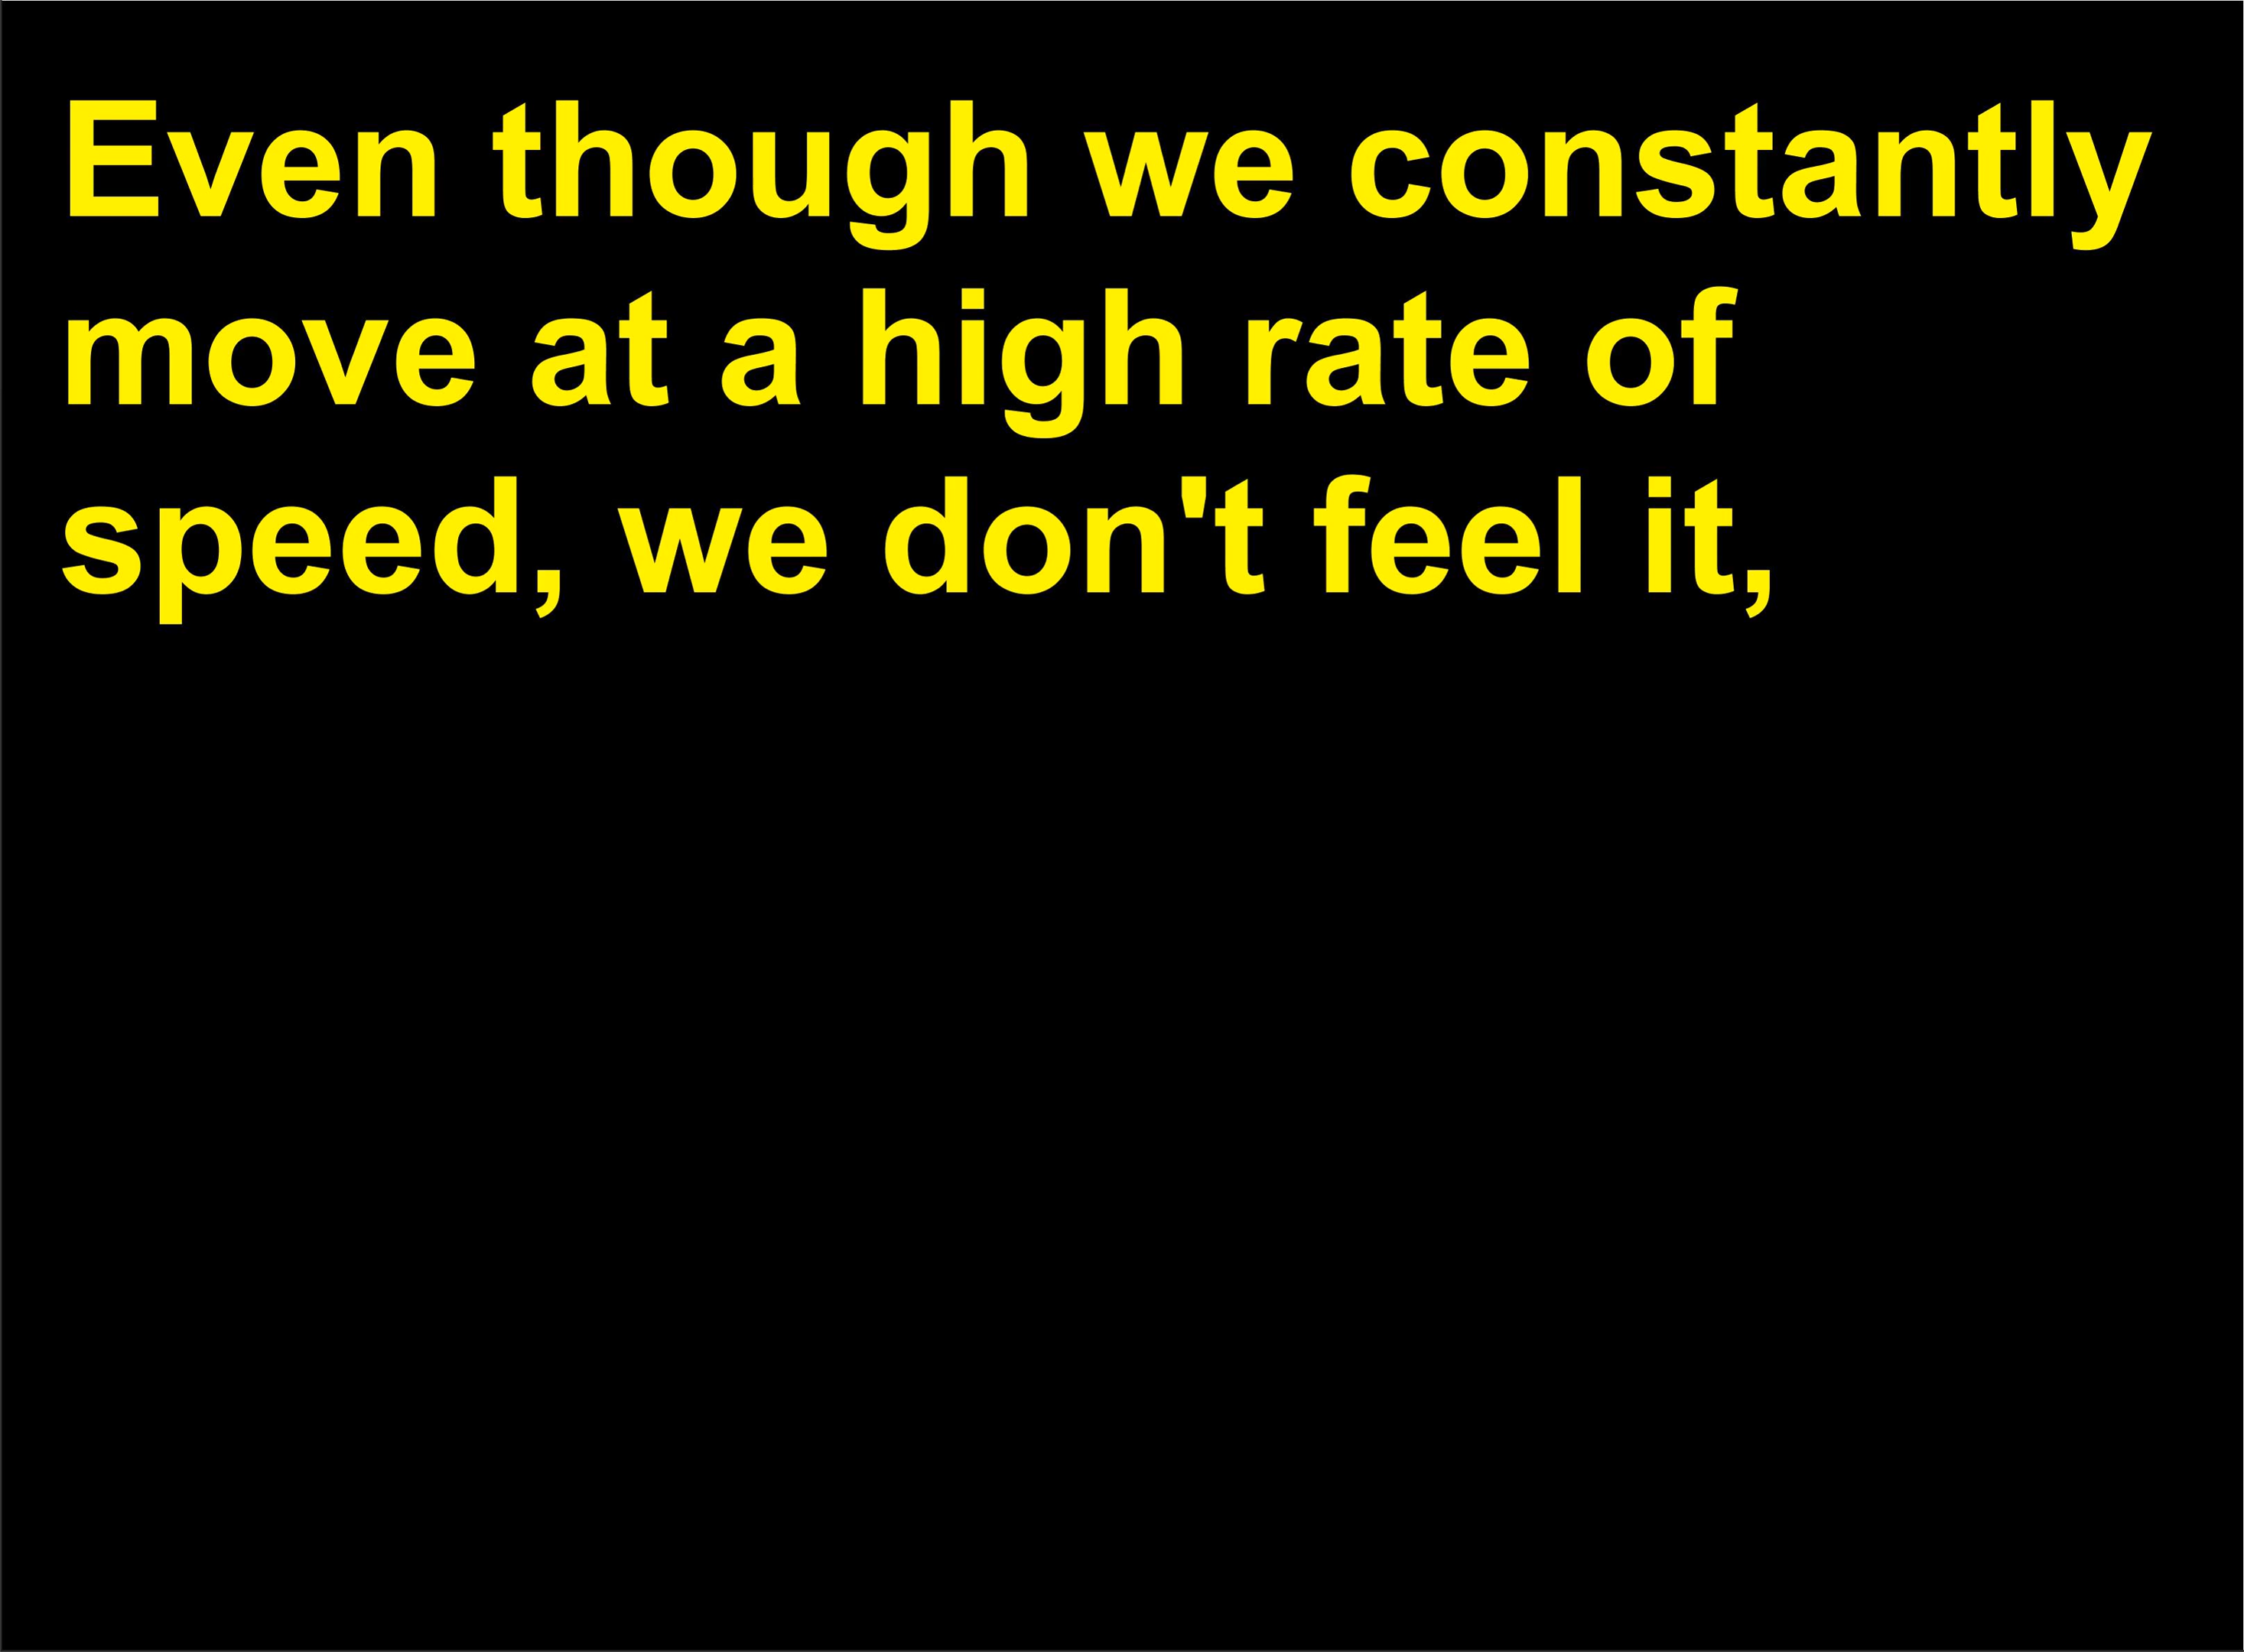 Even though we constantly
move at a high rate of
speed, we don't feel it,